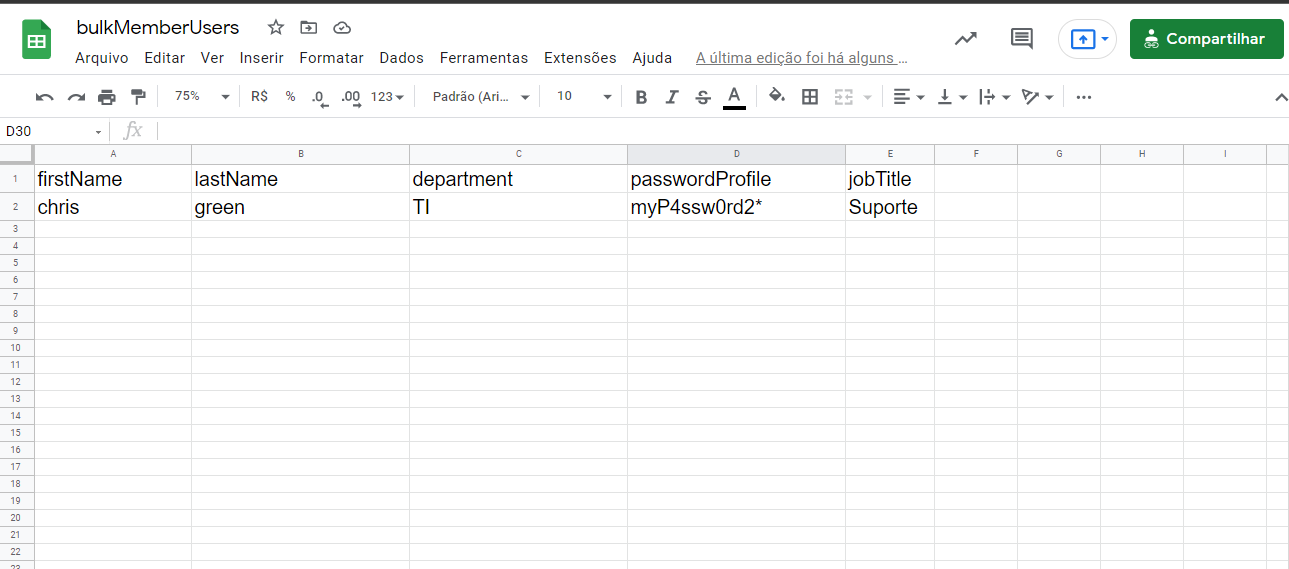 bulkMemberUsers
Arquivo Editar Ver Inserir Formatar Dados Ferramentas Extensões Ajuda A última edição foi há alguns ...
Compartilhar
75% R$ % .0 .00 123 Padrão (Ari... 10 B I S A
D30 fx
A B C D E F G H I
1 firstName lastName department passwordProfile jobTitle
2 chris green TI myP4ssw0rd2* Suporte
3
4
5
6
7
8
9
10
11
12
13
14
15
16
17
18
19
20
21
22
23